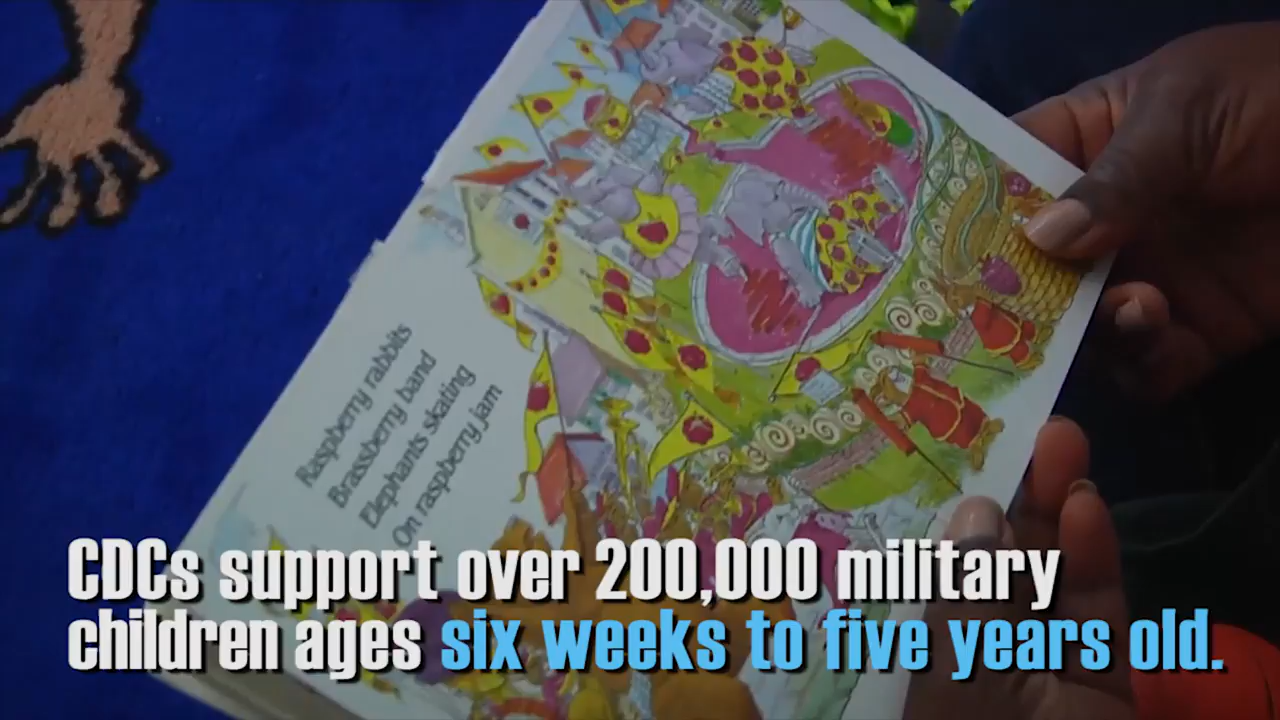 Raspberry rabbits
Brassberry band
Elephants skating
On raspberry jam
CDCs support over 200,000 military
children ages six weeks to five years old.